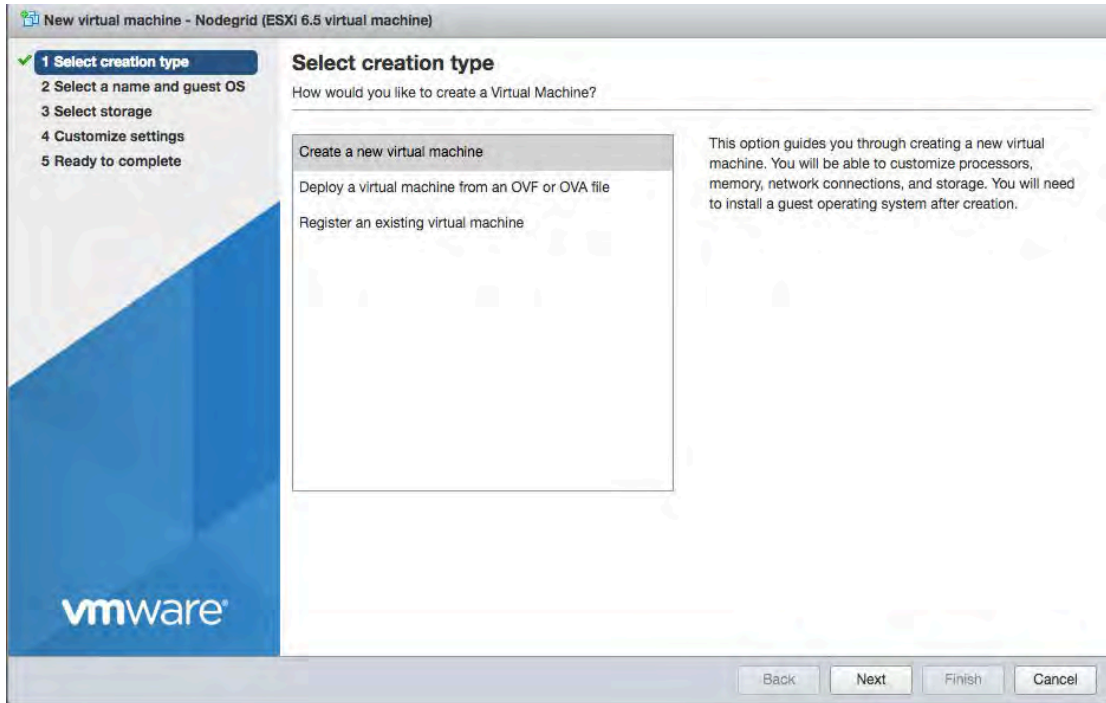 New virtual machine - Nodegrid (ESXi 6.5 virtual machine)
1 Select creation type
2 Select a name and guest OS
3 Select storage
4 Customize settings
5 Ready to complete
Select creation type
How would you like to create a Virtual Machine?
Create a new virtual machine
Deploy a virtual machine from an OVF or OVA file
Register an existing virtual machine
This option guides you through creating a new virtual
machine. You will be able to customize processors,
memory, network connections, and storage. You will need
to install a guest operating system after creation.
vmware®
Back Next Finish Cancel